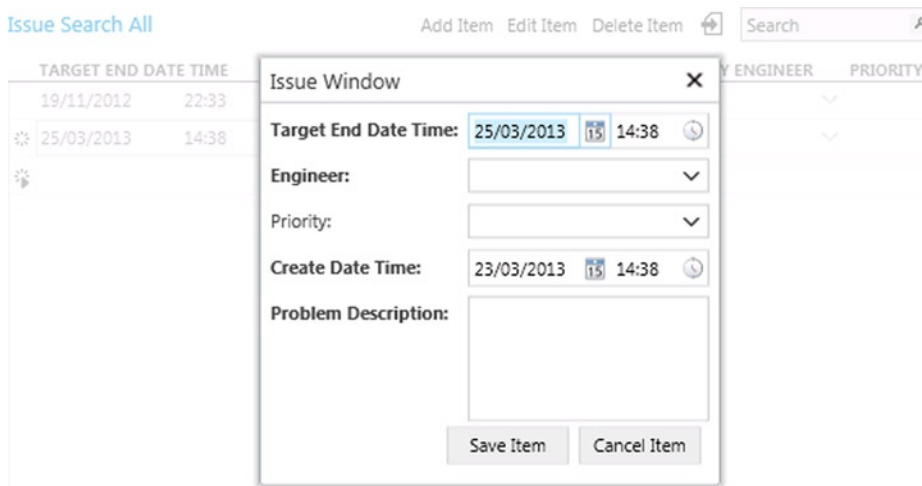 Issue Search All Add Item Edit Item Delete Item Search
TARGET END DATE TIME Y ENGINEER PRIORITY
Issue Window
19/11/2012 22:33
Target End Date Time: 25/03/2013 15 14:38
25/03/2013 14:38
Engineer:
Priority:
Create Date Time: 23/03/2013 15 14:38
Problem Description:
Save Item Cancel Item